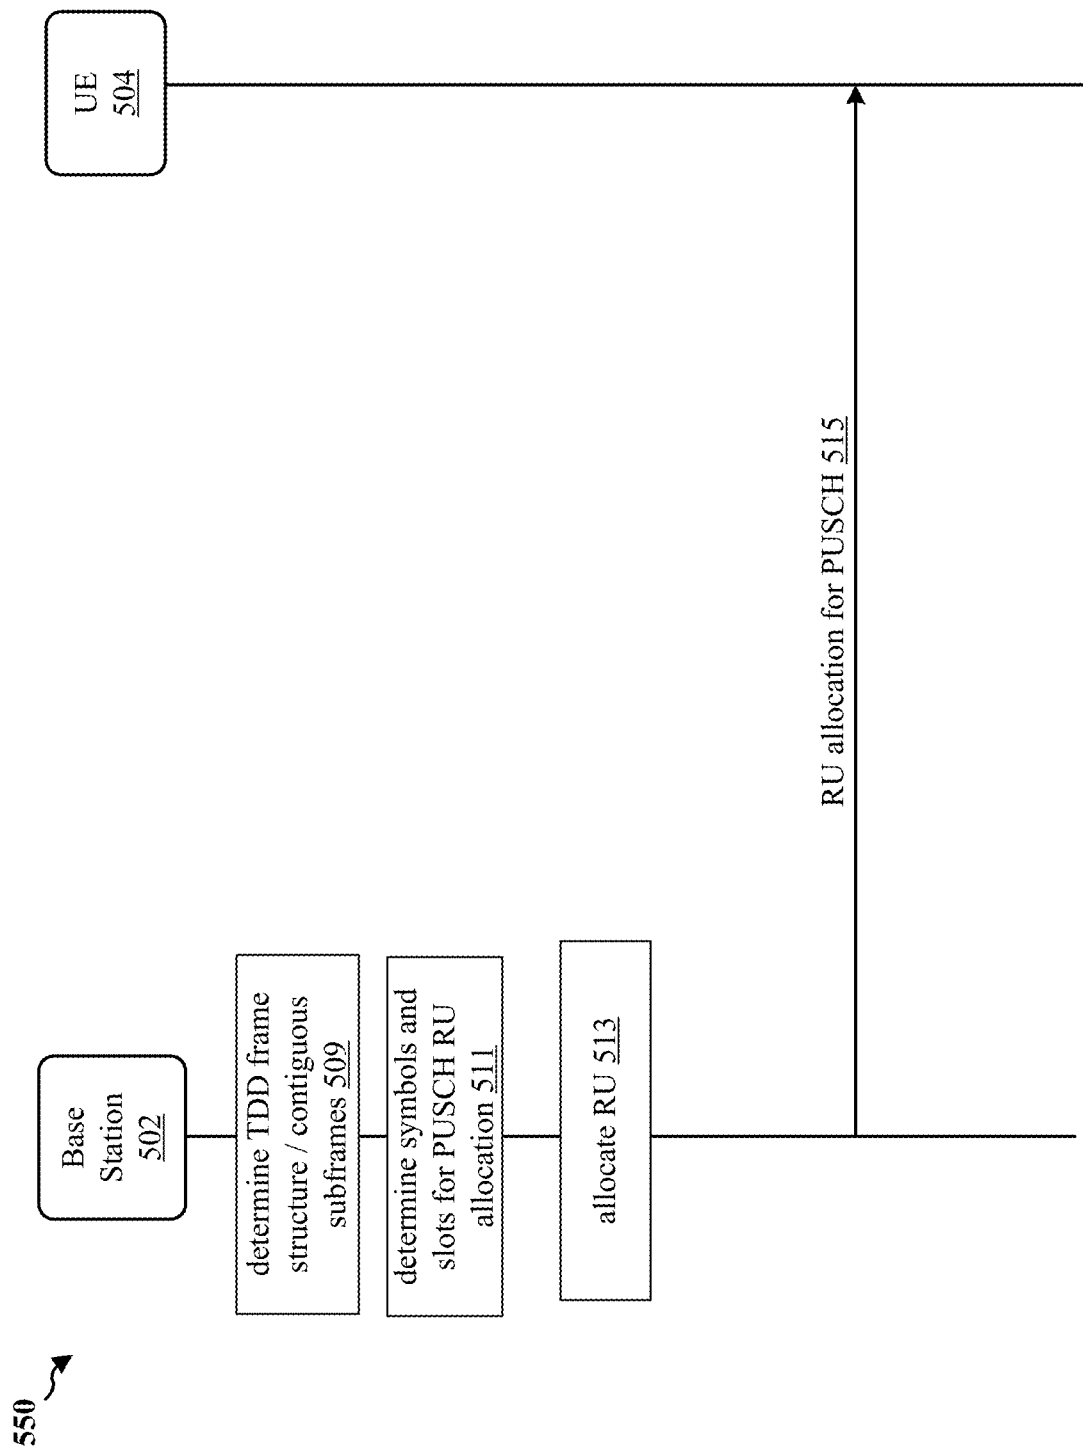 550
Base
Station
502
UE
504
determine TDD frame
structure / contiguous
subframes 509
determine symbols and
slots for PUSCH RU
allocation 511
allocate RU 513
RU allocation for PUSCH 515